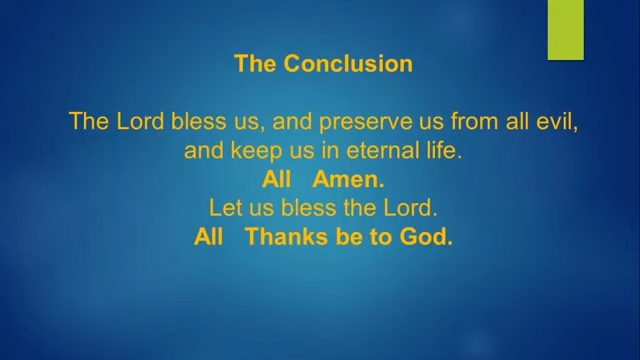 The Conclusion
The Lord bless us, and preserve us from all evil,
and keep us in eternal life.
All Amen.
Let us bless the Lord.
All Thanks be to God.